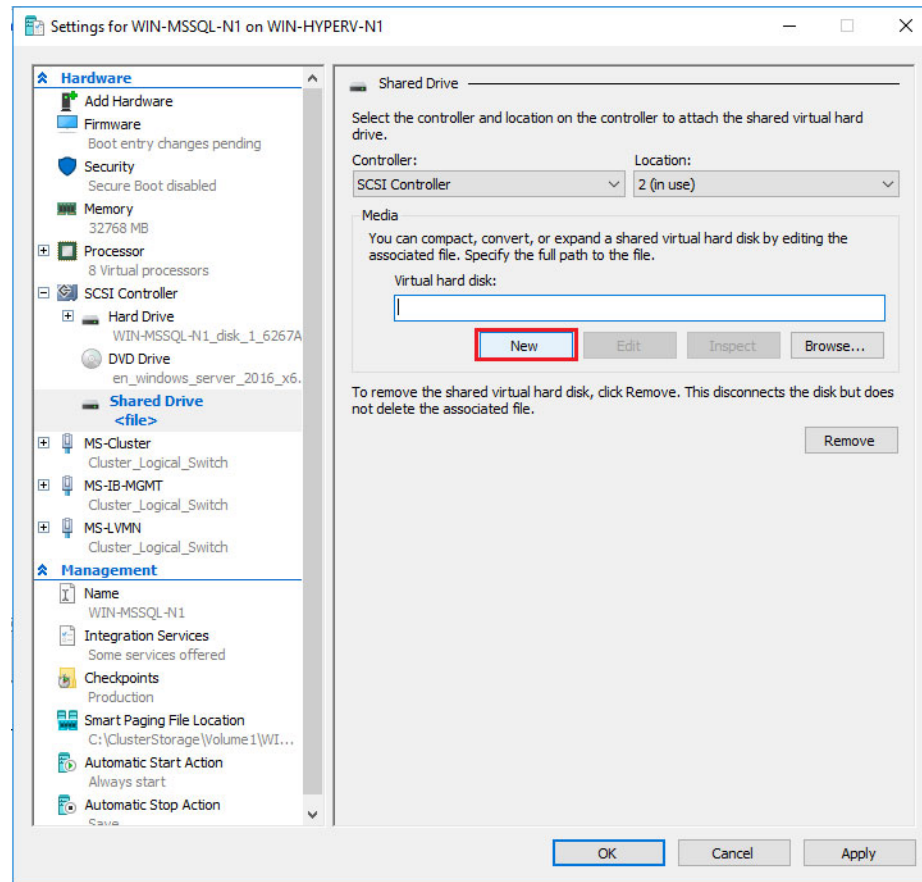 Settings for WIN-MSSQL-N1 on WIN-HYPERV-N1
Hardware
Add Hardware
Firmware
Boot entry changes pending
Security
Secure Boot disabled
Memory
32768 MB
Processor
8 Virtual processors
SCSI Controller
Hard Drive
WIN-MSSQL-N1_disk_1_6267A
DVD Drive
en_windows_server_2016_x6.
Shared Drive
<file>
MS-Cluster
Cluster_Logical_Switch
MS-IB-MGMT
Cluster_Logical_Switch
MS-LVMN
Cluster_Logical_Switch
Management
Name
WIN-MSSQL-N1
Integration Services
Some services offered
Checkpoints
Production
Smart Paging File Location
C:\ClusterStorage\Volume1\WI...
Automatic Start Action
Always start
Automatic Stop Action
Save
Shared Drive
Select the controller and location on the controller to attach the shared virtual hard
drive.
Controller: Location:
SCSI Controller 2 (in use)
Media
You can compact, convert, or expand a shared virtual hard disk by editing the
associated file. Specify the full path to the file.
Virtual hard disk:
New Edit Inspect Browse...
To remove the shared virtual hard disk, click Remove. This disconnects the disk but does
not delete the associated file.
Remove
OK Cancel Apply